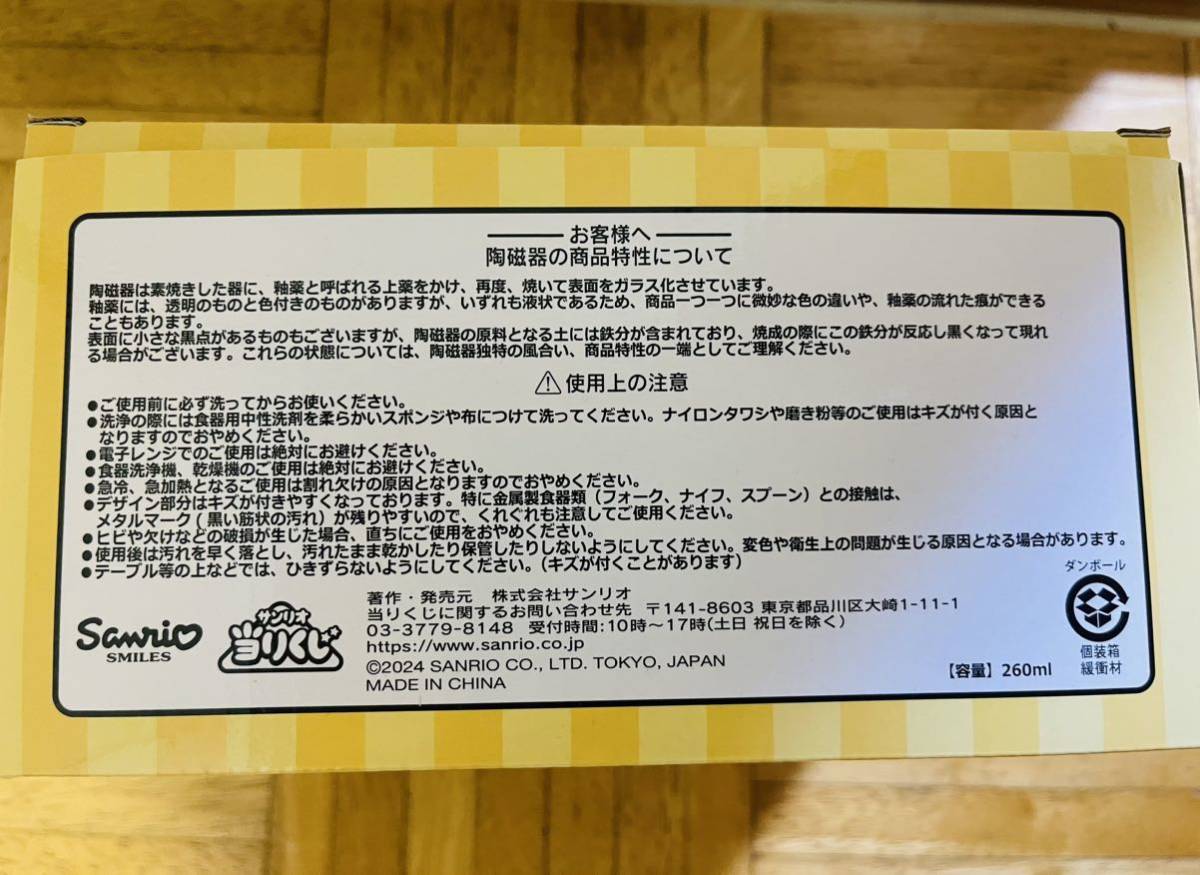 お客様へ
陶磁器の商品特性について
陶磁器は素焼きした器に、釉薬と呼ばれる上薬をかけ、再度、焼いて表面をガラス化させています。
釉薬には、透明のものと色付きのものがありますが、いずれも液状であるため、商品一つ一つに微妙な色の違いや、釉薬の流れた痕ができる
こともあります。
表面に小さな黒点があるものもございますが、陶磁器の原料となる土には鉄分が含まれており、焼成の際にこの鉄分が反応し黒くなって現れ
る場合がございます。これらの状態については、陶磁器独特の風合い、商品特性の一端としてご理解ください。
使用上の注意
●ご使用前に必ず洗ってからお使いください。
●洗浄の際には食器用中性洗剤を柔らかいスポンジや布につけて洗ってください。ナイロンタワシや磨き粉等のご使用はキズが付く原因と
なりますのでおやめください。
●電子レンジでのご使用は絶対にお避けください。
●食器洗浄機、乾燥機のご使用は絶対にお避けください。
●急冷、急加熱となるご使用は割れ欠けの原因となりますのでおやめください。
●デザイン部分はキズが付きやすくなっております。特に金属製食器類（フォーク、ナイフ、スプーン）との接触は、
メタルマーク(黒い筋状の汚れ）が残りやすいので、くれぐれも注意してご使用ください。
●ヒビや欠けなどの破損が生じた場合、直ちにご使用をおやめください。
●使用後は汚れを早く落とし、汚れたまま乾かしたり保管したりしないようにしてください。変色や衛生上の問題が生じる原因となる場合があります。
●テーブル等の上などでは、ひきずらないようにしてください。（キズが付くことがあります）
Sanrio
SMILES
サンリオ
当りくじ
著作・発売元 株式会社サンリオ
当りくじに関するお問い合わせ先 〒141-8603 東京都品川区大崎1-11-1
03-3779-8148 受付時間:10時～17時(土日 祝日を除く)
https://www.sanrio.co.jp
©2024 SANRIO CO., LTD. TOKYO, JAPAN
MADE IN CHINA
【容量】260ml
ダンボール
個装箱
緩衝材